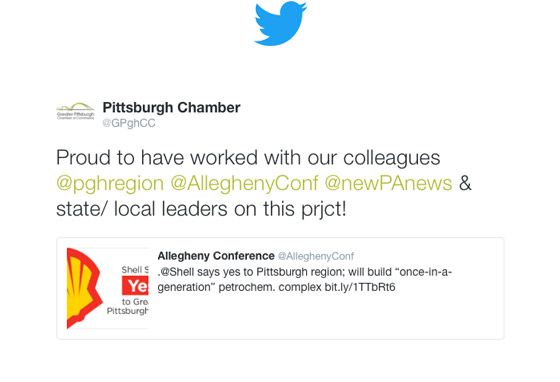 Greater Pittsburgh
Chamber of Commerce
Pittsburgh Chamber
@GPghCC
Proud to have worked with our colleagues
@pghregion @AlleghenyConf @newPAnews &
state/ local leaders on this prjct!
Allegheny Conference @AlleghenyConf
.@Shell says yes to Pittsburgh region; will build “once-in-a-
generation” petrochem. complex bit.ly/1TTbRt6
Shell S
Ye
to Gre
Pittsburgh